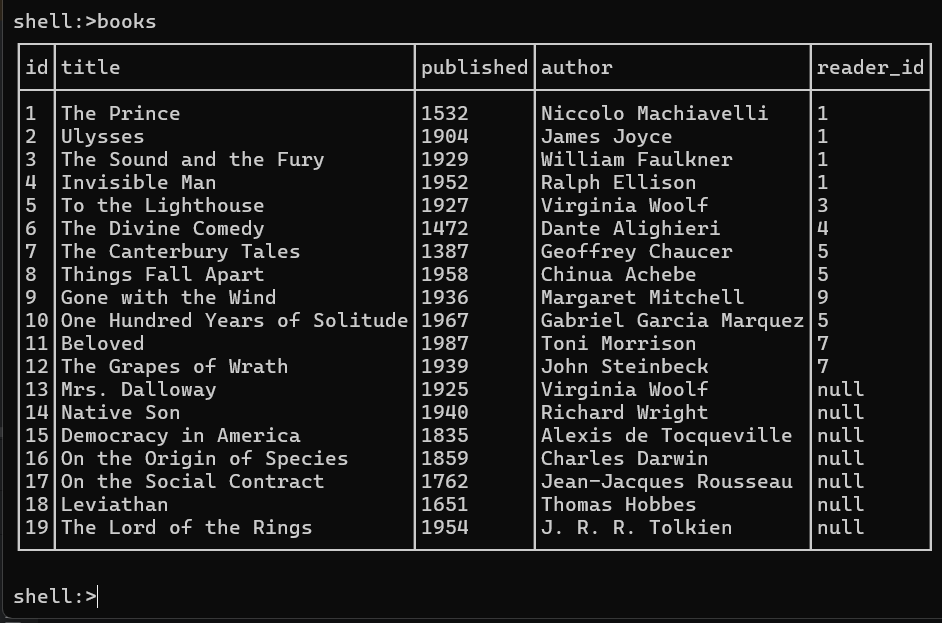 shell:>books
id title published author reader_id
1 The Prince 1532 Niccolo Machiavelli 1
2 Ulysses 1904 James Joyce 1
3 The Sound and the Fury 1929 William Faulkner 1
4 Invisible Man 1952 Ralph Ellison 1
5 To the Lighthouse 1927 Virginia Woolf 3
6 The Divine Comedy 1472 Dante Alighieri 4
7 The Canterbury Tales 1387 Geoffrey Chaucer 5
8 Things Fall Apart 1958 Chinua Achebe 5
9 Gone with the Wind 1936 Margaret Mitchell 9
10 One Hundred Years of Solitude 1967 Gabriel Garcia Marquez 5
11 Beloved 1987 Toni Morrison 7
12 The Grapes of Wrath 1939 John Steinbeck 7
13 Mrs. Dalloway 1925 Virginia Woolf null
14 Native Son 1940 Richard Wright null
15 Democracy in America 1835 Alexis de Tocqueville null
16 On the Origin of Species 1859 Charles Darwin null
17 On the Social Contract 1762 Jean-Jacques Rousseau null
18 Leviathan 1651 Thomas Hobbes null
19 The Lord of the Rings 1954 J. R. R. Tolkien null
shell:>